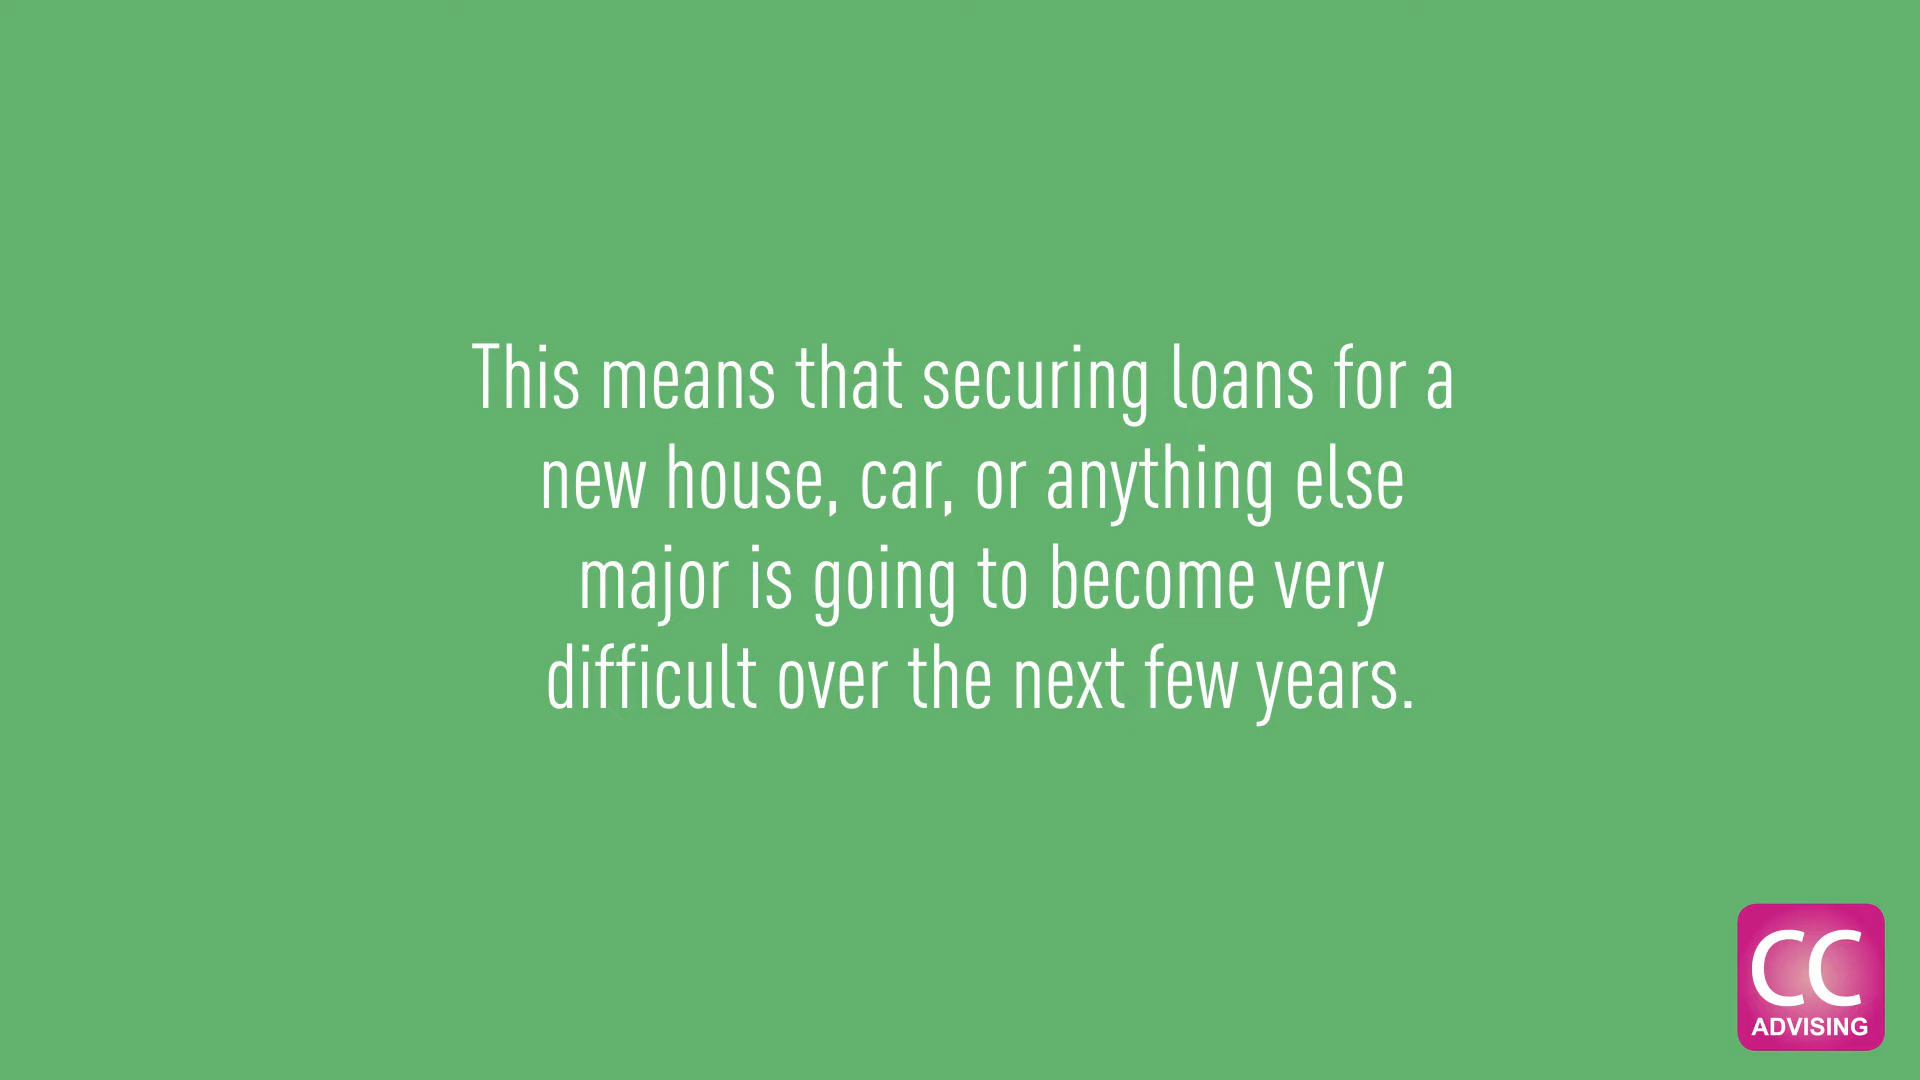 This means that securing loans for a
new house, car, or anything else
major is going to become very
difficult over the next few years.
CC
ADVISING